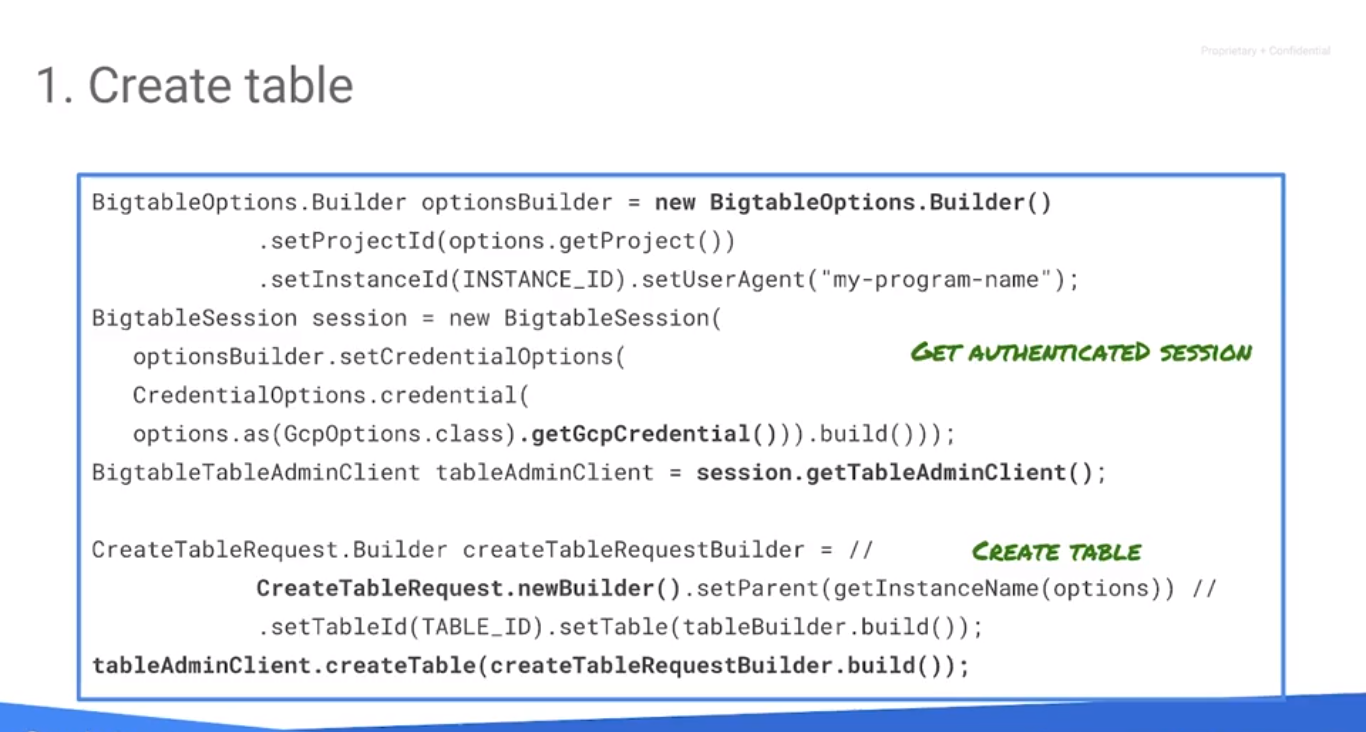 Proprietary + Confidential
1. Create table
BigtableOptions.Builder optionsBuilder = new BigtableOptions.Builder()
.setProjectId(options.getProject())
.setInstanceId(INSTANCE_ID).setUserAgent("my-program-name");
BigtableSession session = new BigtableSession(
optionsBuilder.setCredentialOptions(
GET AUTHENTICATED SESSION
CredentialOptions.credential(
options.as(GcpOptions.class).getGcpCredential())).build()));
BigtableTableAdminClient tableAdminClient = session.getTableAdminClient();
CreateTableRequest.Builder createTableRequestBuilder = //
CREATE TABLE
CreateTableRequest.newBuilder().setParent(getInstanceName(options)) //
.setTableId(TABLE_ID).setTable(tableBuilder.build());
tableAdminClient.createTable(createTableRequestBuilder.build());